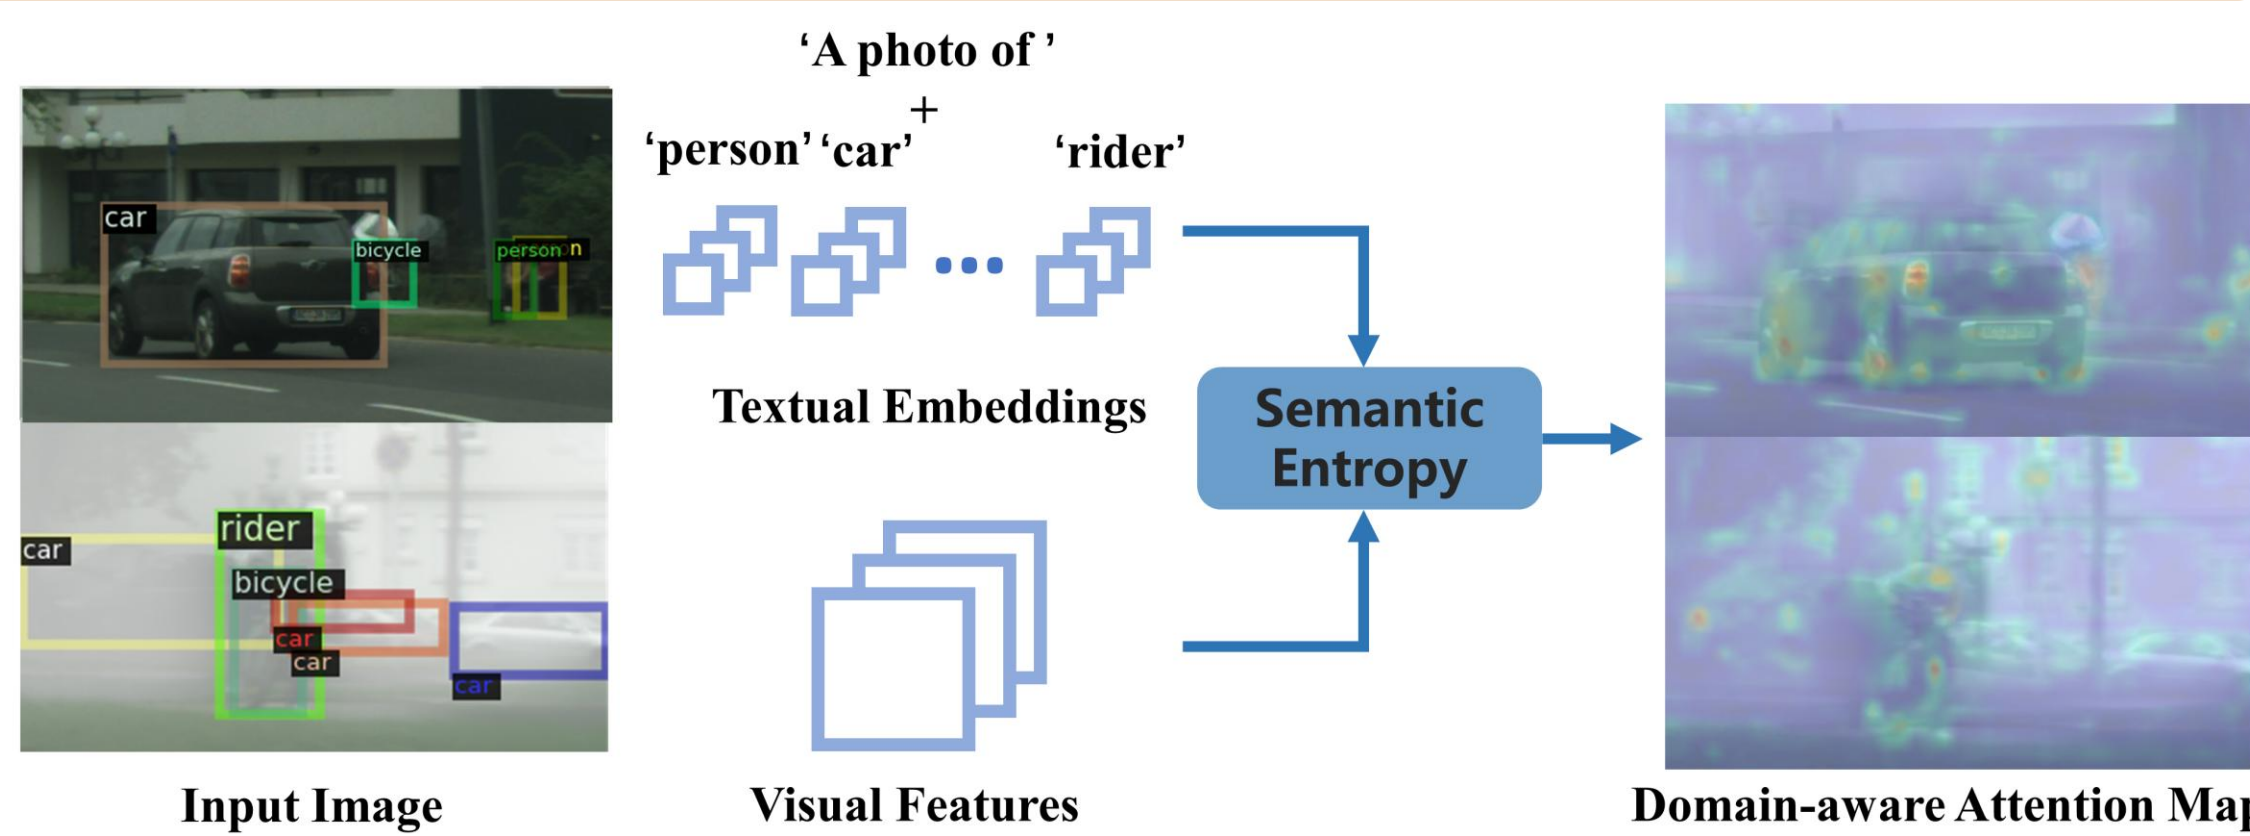 ‘A photo of ’
+
‘person’ ‘car’ ‘rider’
car
bicycle
person
n
Textual Embeddings
Semantic
Entropy
rider
car
bicycle
car
car
car
Input Image
Visual Features
Domain-aware Attention Map